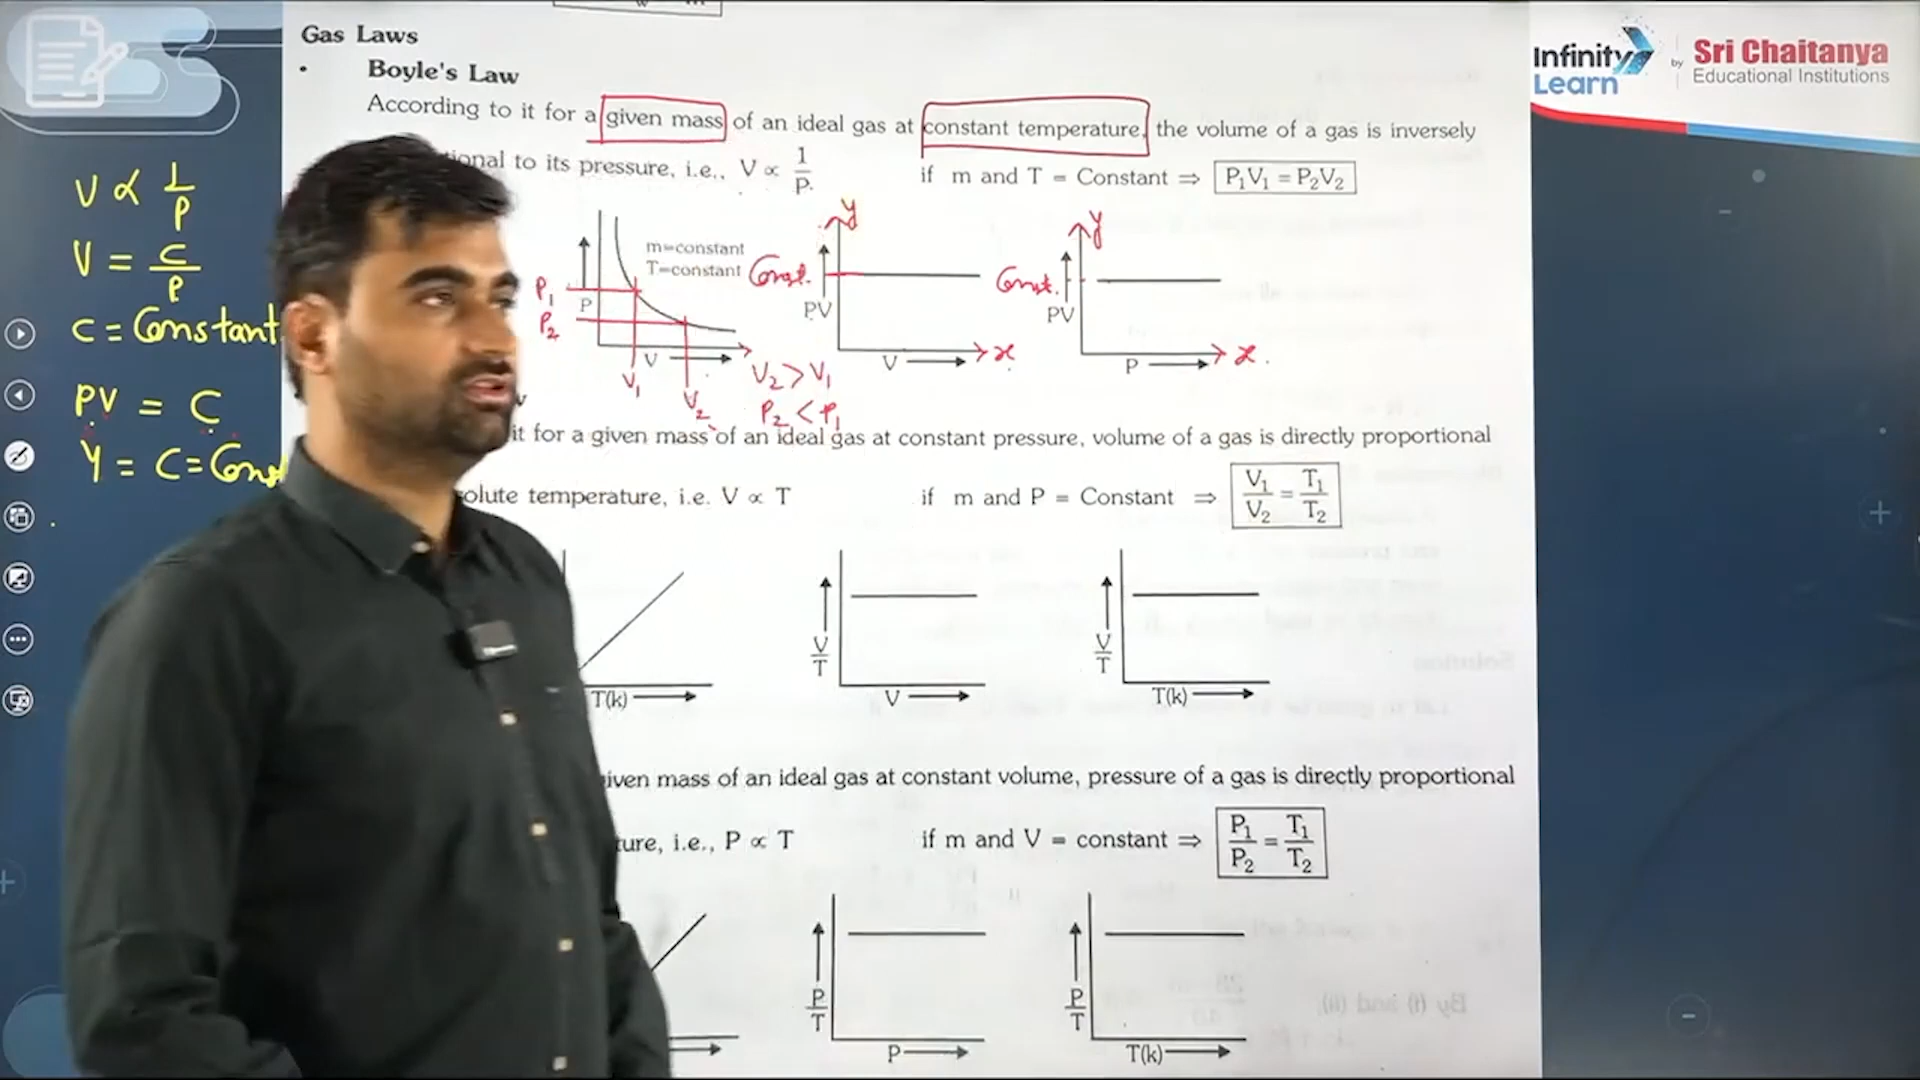 Gas Laws
• Boyle's Law
According to it for a given mass of an ideal gas at constant temperature, the volume of a gas is inversely
tional to its pressure, i.e., V ∝ 1/P. if m and T = Constant ⇒ P₁V₁ = P₂V₂
V ∝ 1/P
V = C/P
C = Constant
PV = C
Y = C = Const
P₁
P₂
P
m=constant
T=constant
V
V₁
V₂
V₂ > V₁
P₂ < P₁
y
Const.
PV
V
x
y
Const.
PV
P
x.
it for a given mass of an ideal gas at constant pressure, volume of a gas is directly proportional
olute temperature, i.e. V ∝ T if m and P = Constant ⇒ V₁/V₂ = T₁/T₂
T(k)
V/T
V
V/T
T(k)
given mass of an ideal gas at constant volume, pressure of a gas is directly proportional
ture, i.e., P ∝ T if m and V = constant ⇒ P₁/P₂ = T₁/T₂
P/T
P
P/T
T(k)
Infinity Learn by Sri Chaitanya
Educational Institutions